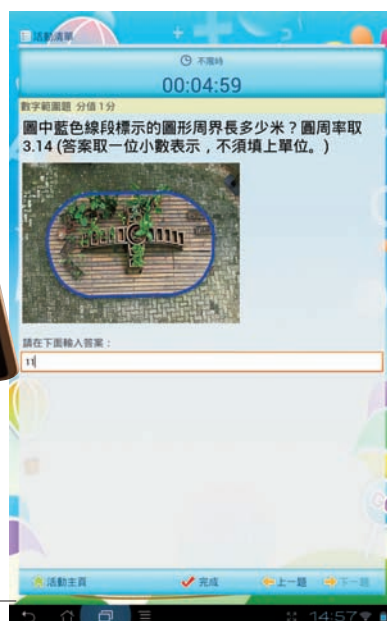 活動清單
不限時
00:04:59
數字範圍題 分值1分
圖中藍色線段標示的圖形周界長多少米？圓周率取
3.14 (答案取一位小數表示，不須填上單位。)
請在下面輸入答案：
11
活動主頁
完成
上一題
下一題
14:57